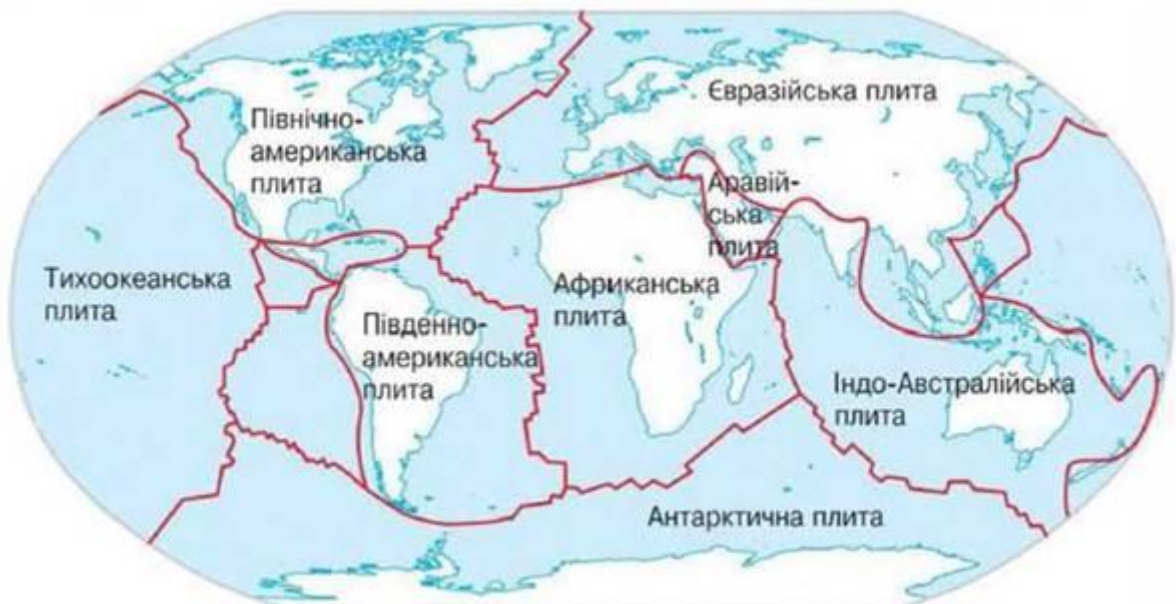 Північно-
американська
плита
Євразійська плита
Аравій-
ська
плита
Тихоокеанська
плита
Африканська
плита
Південно-
американська
плита
Індо-Австралійська
плита
Антарктична плита